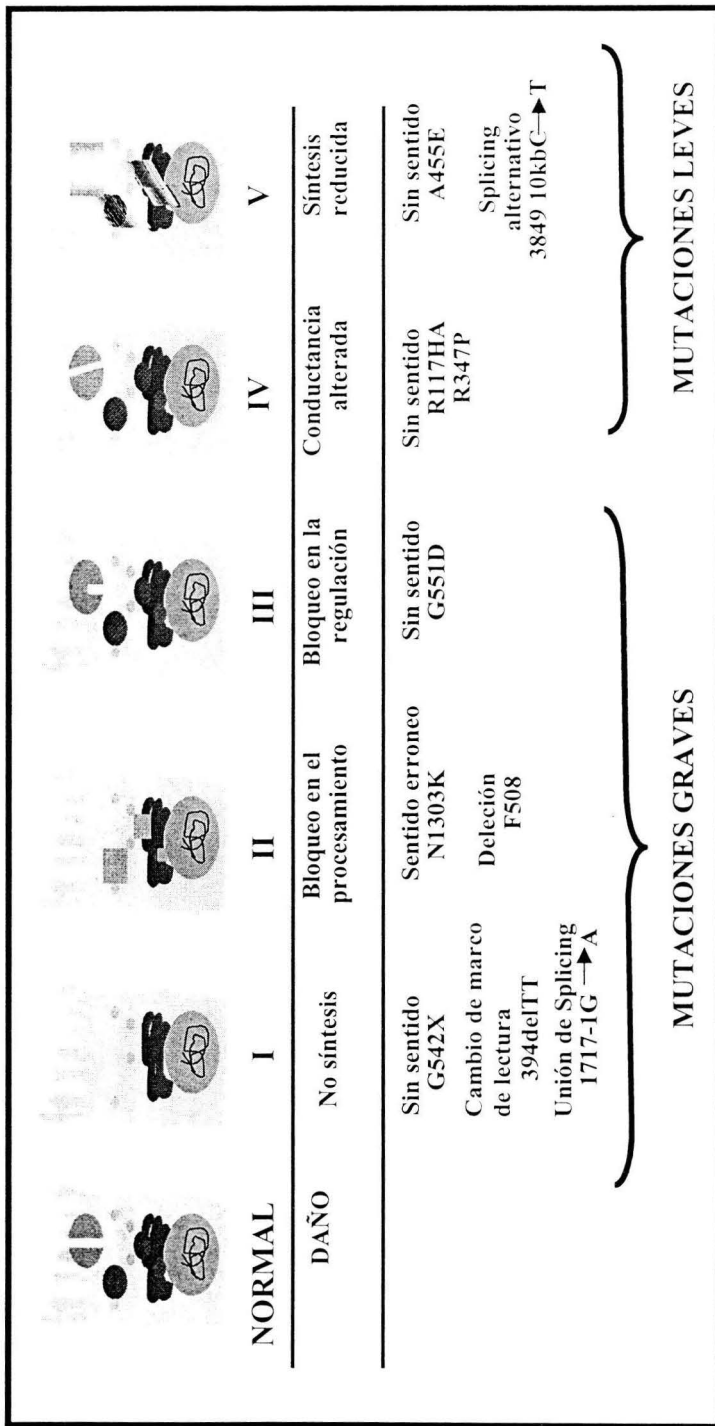 NORMAL I II III IV V
DAÑO
No síntesis
Bloqueo en el
procesamiento
Bloqueo en la
regulación
Conductancia
alterada
Síntesis
reducida
Sin sentido
G542X
Cambio de marco
de lectura
394delTT
Unión de Splicing
1717-1G→A
Sentido erroneo
N1303K
Deleción
F508
Sin sentido
G551D
Sin sentido
R117HA
R347P
Sin sentido
A455E
Splicing
alternativo
3849 10kbC→T
MUTACIONES GRAVES
MUTACIONES LEVES